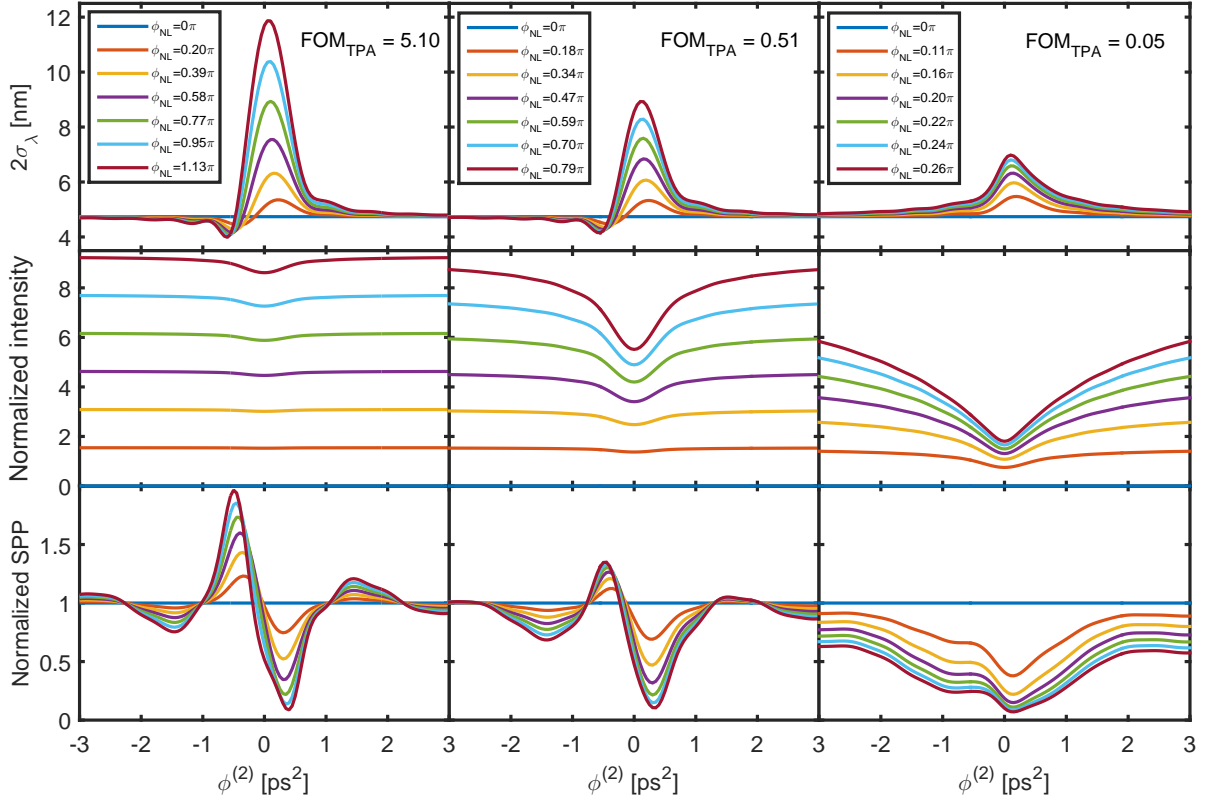 12
10
8
6
4
2σ_λ [nm]
ϕ_NL=0π
ϕ_NL=0.20π
ϕ_NL=0.39π
ϕ_NL=0.58π
ϕ_NL=0.77π
ϕ_NL=0.95π
ϕ_NL=1.13π
FOM_TPA = 5.10
ϕ_NL=0π
ϕ_NL=0.18π
ϕ_NL=0.34π
ϕ_NL=0.47π
ϕ_NL=0.59π
ϕ_NL=0.70π
ϕ_NL=0.79π
FOM_TPA = 0.51
ϕ_NL=0π
ϕ_NL=0.11π
ϕ_NL=0.16π
ϕ_NL=0.20π
ϕ_NL=0.22π
ϕ_NL=0.24π
ϕ_NL=0.26π
FOM_TPA = 0.05
8
6
4
2
0
Normalized intensity
1.5
1
0.5
0
Normalized SPP
-3 -2 -1 0 1 2 3 -2 -1 0 1 2 3 -2 -1 0 1 2 3
ϕ^(2) [ps^2] ϕ^(2) [ps^2] ϕ^(2) [ps^2]